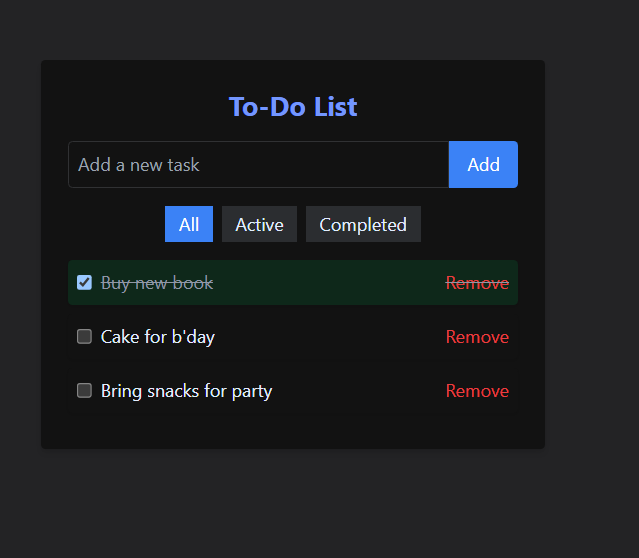 To-Do List
Add a new task Add
All Active Completed
Buy new book Remove
Cake for b'day Remove
Bring snacks for party Remove